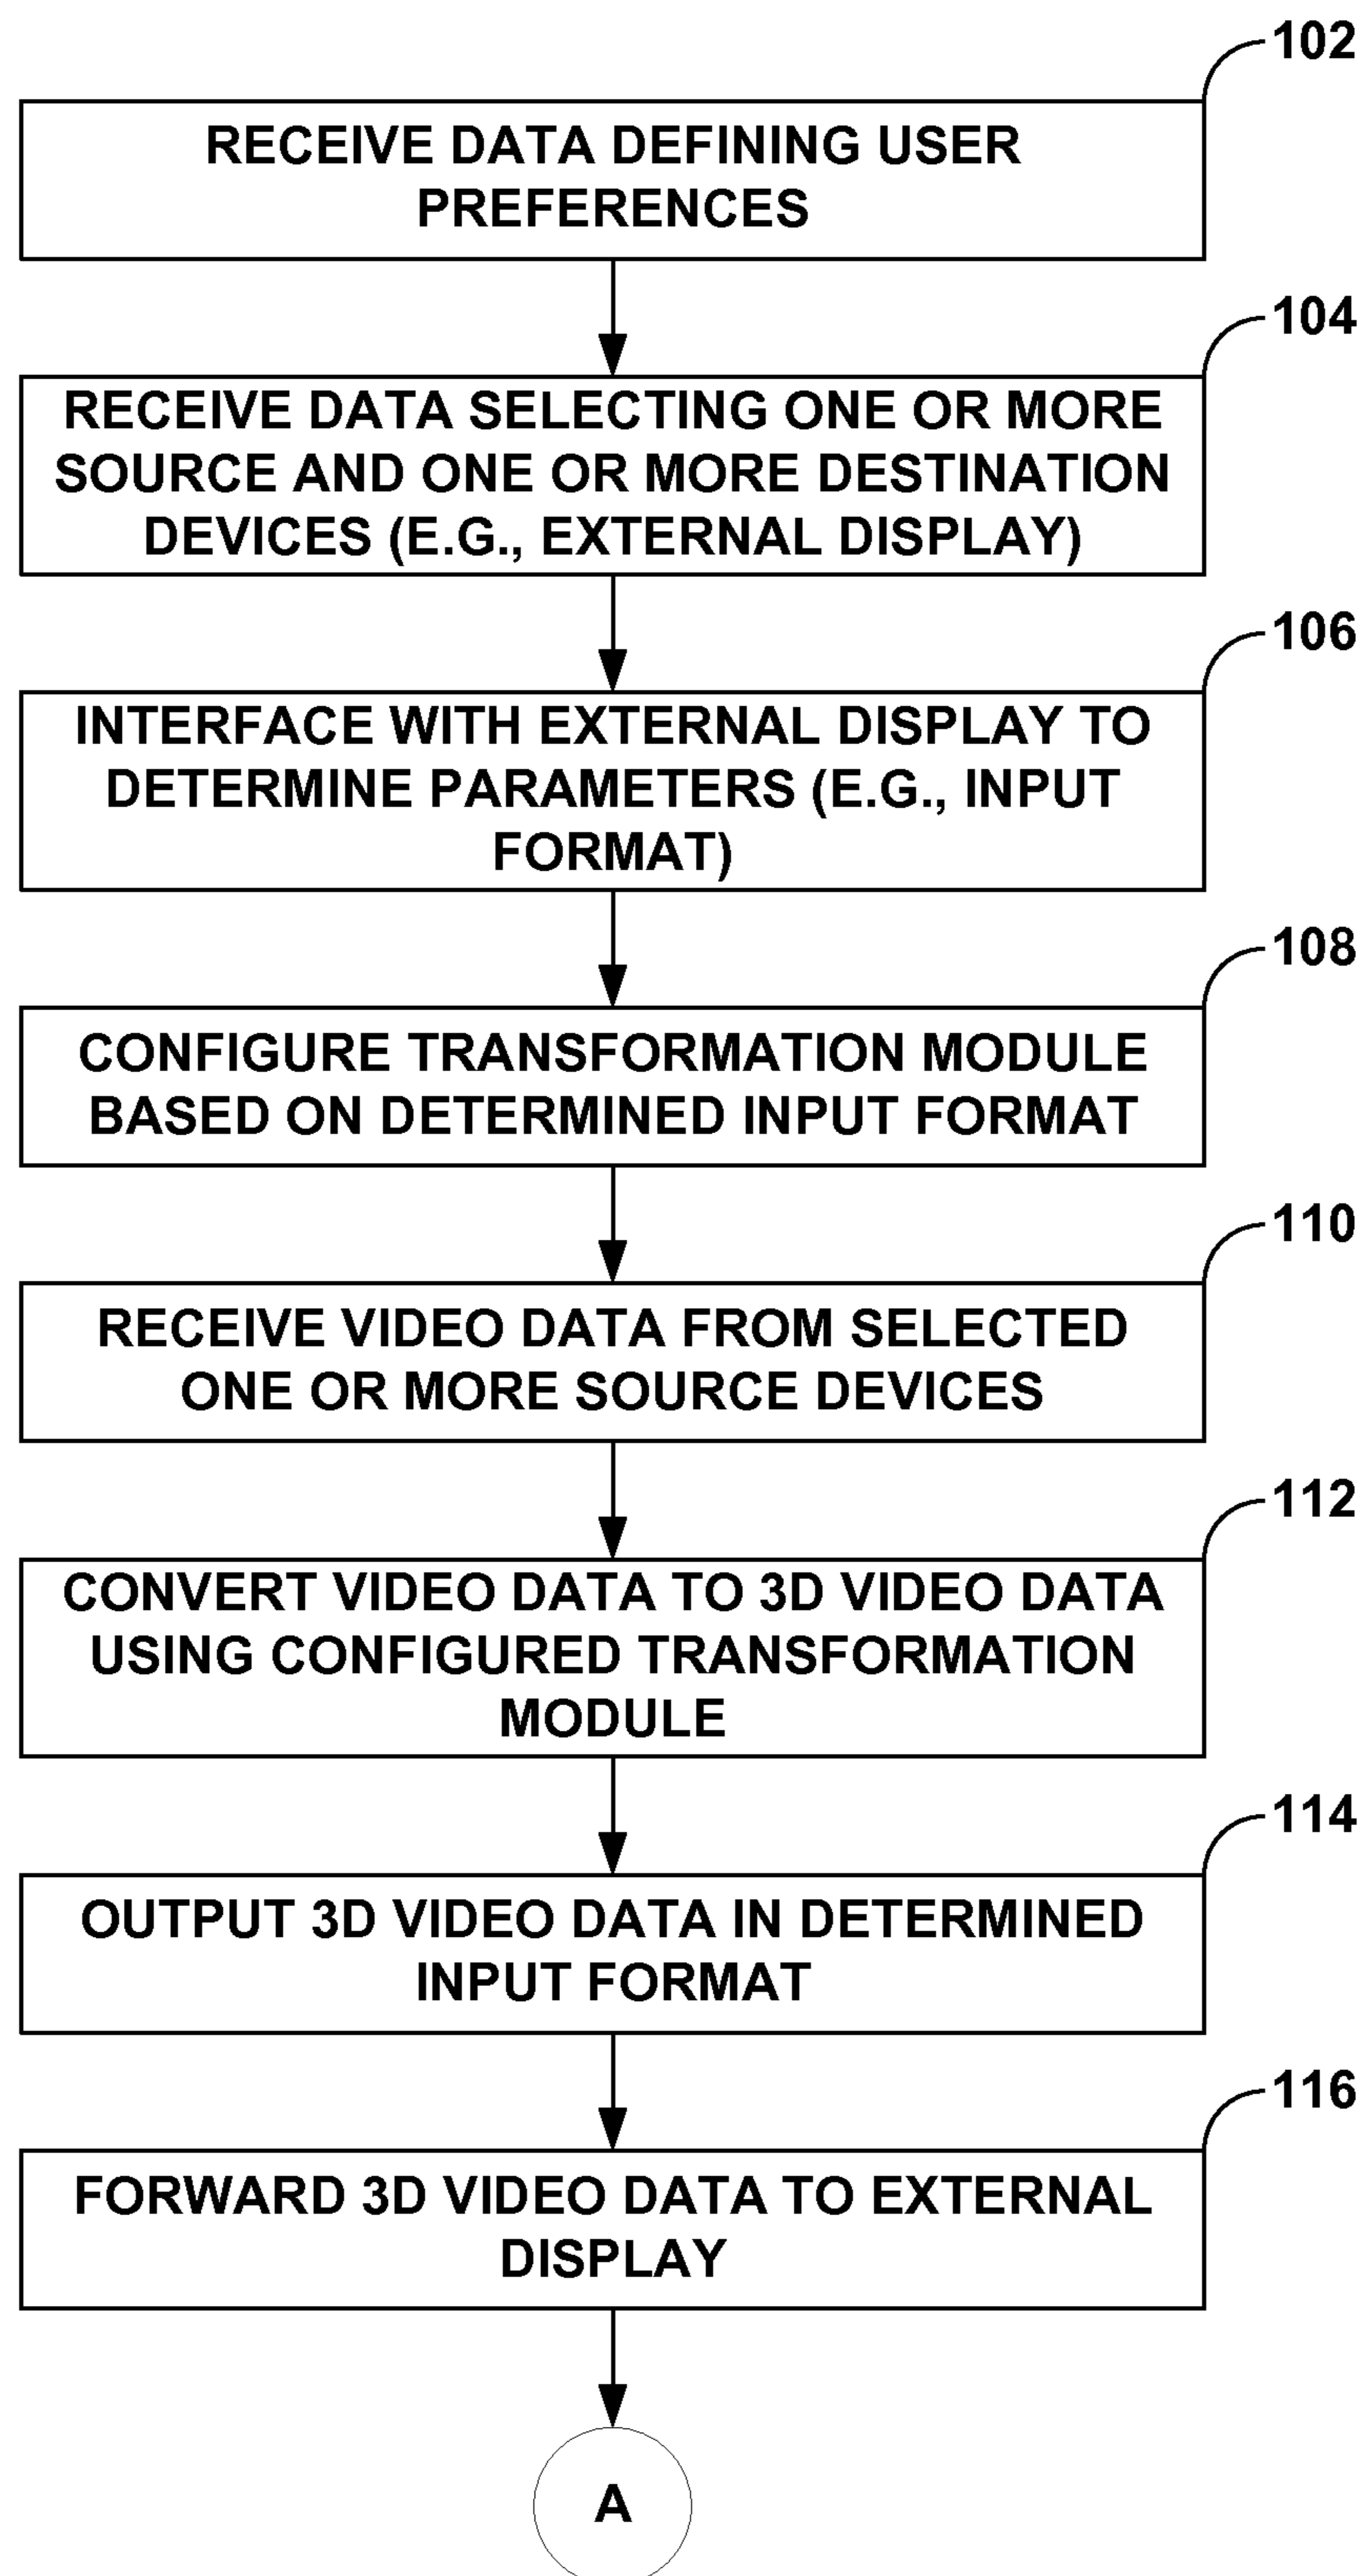 102
RECEIVE DATA DEFINING USER
PREFERENCES
104
RECEIVE DATA SELECTING ONE OR MORE
SOURCE AND ONE OR MORE DESTINATION
DEVICES (E.G., EXTERNAL DISPLAY)
106
INTERFACE WITH EXTERNAL DISPLAY TO
DETERMINE PARAMETERS (E.G., INPUT
FORMAT)
108
CONFIGURE TRANSFORMATION MODULE
BASED ON DETERMINED INPUT FORMAT
110
RECEIVE VIDEO DATA FROM SELECTED
ONE OR MORE SOURCE DEVICES
112
CONVERT VIDEO DATA TO 3D VIDEO DATA
USING CONFIGURED TRANSFORMATION
MODULE
114
OUTPUT 3D VIDEO DATA IN DETERMINED
INPUT FORMAT
116
FORWARD 3D VIDEO DATA TO EXTERNAL
DISPLAY
A